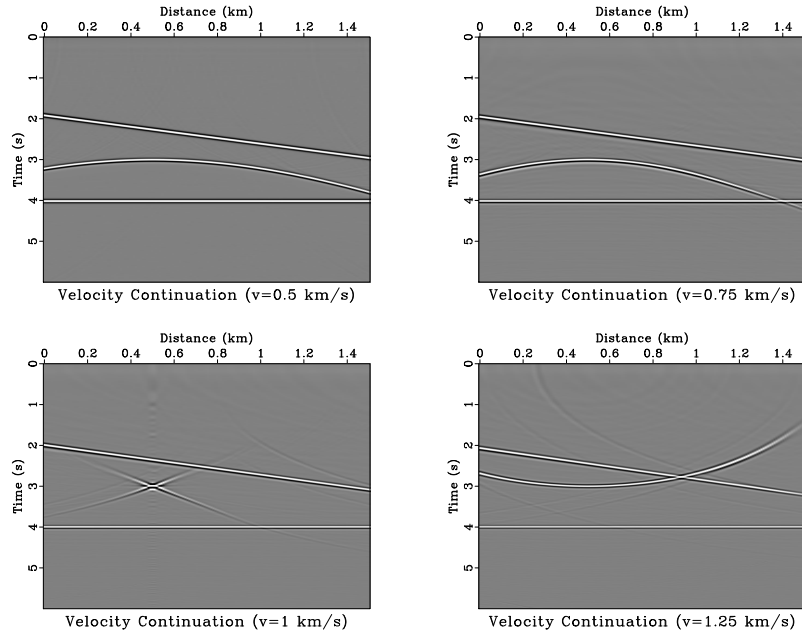 Distance (km)
0 0.2 0.4 0.6 0.8 1 1.2 1.4
0
1
2
3
4
5
Time (s)
Velocity Continuation (v=0.5 km/s)
Distance (km)
0 0.2 0.4 0.6 0.8 1 1.2 1.4
0
1
2
3
4
5
Time (s)
Velocity Continuation (v=0.75 km/s)
Distance (km)
0 0.2 0.4 0.6 0.8 1 1.2 1.4
0
1
2
3
4
5
Time (s)
Velocity Continuation (v=1 km/s)
Distance (km)
0 0.2 0.4 0.6 0.8 1 1.2 1.4
0
1
2
3
4
5
Time (s)
Velocity Continuation (v=1.25 km/s)